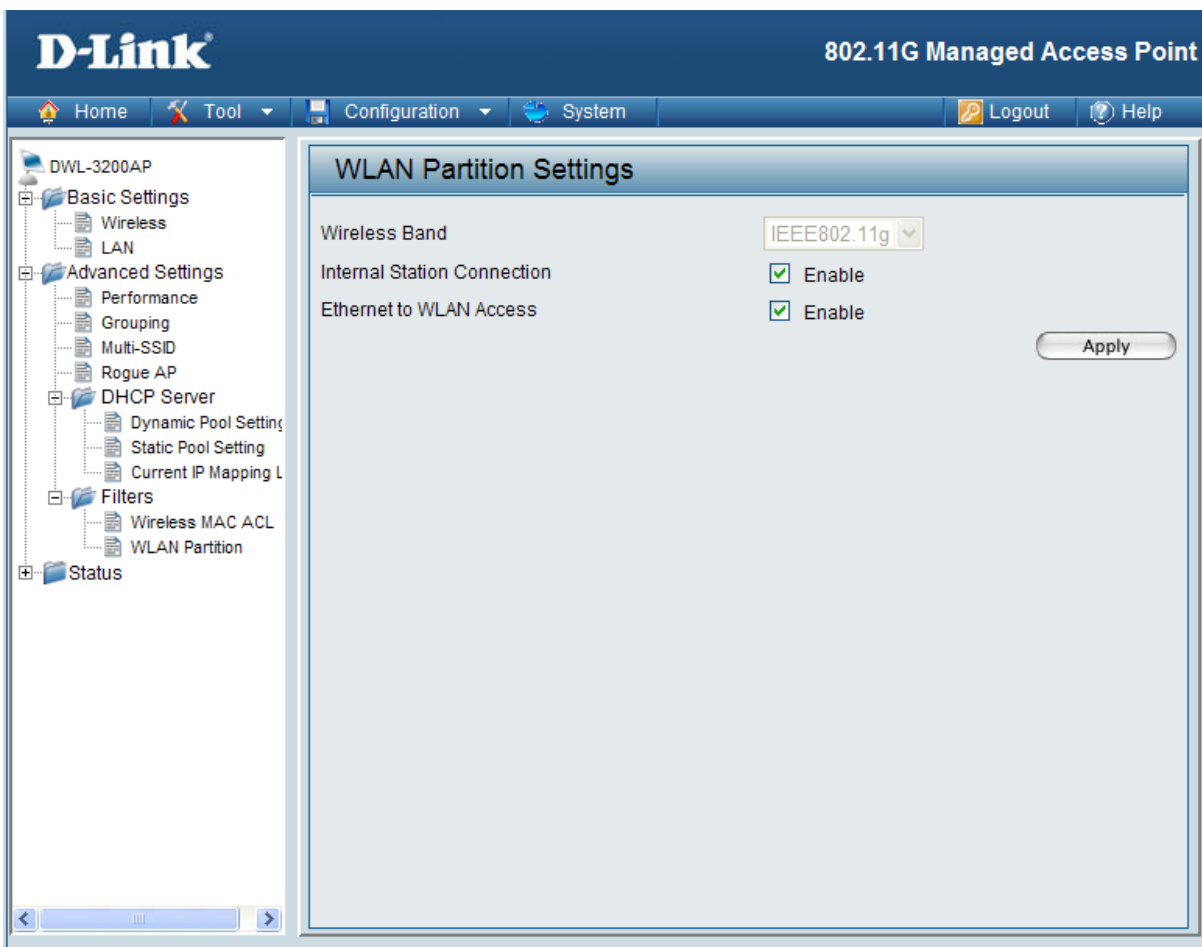 D-Link
802.11G Managed Access Point
Home Tool Configuration System Logout Help
DWL-3200AP
Basic Settings
Wireless
LAN
Advanced Settings
Performance
Grouping
Multi-SSID
Rogue AP
DHCP Server
Dynamic Pool Setting
Static Pool Setting
Current IP Mapping L
Filters
Wireless MAC ACL
WLAN Partition
Status
WLAN Partition Settings
Wireless Band IEEE802.11g
Internal Station Connection Enable
Ethernet to WLAN Access Enable
Apply